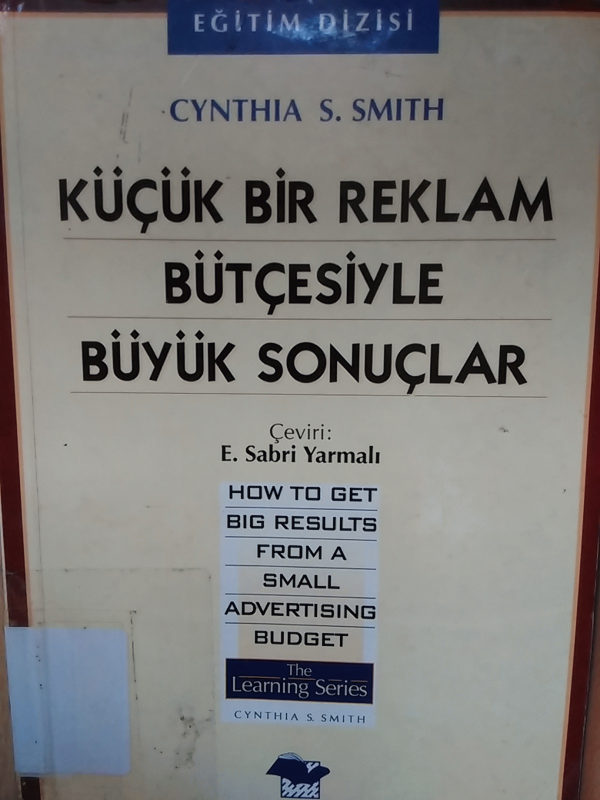 EĞİTİM DİZİSİ
CYNTHIA S. SMITH
KÜÇÜK BİR REKLAM
BÜTÇESİYLE
BÜYÜK SONUÇLAR
Çeviri:
E. Sabri Yarmalı
HOW TO GET
BIG RESULTS
FROM A
SMALL
ADVERTISING
BUDGET
The
Learning Series
CYNTHIA S. SMITH